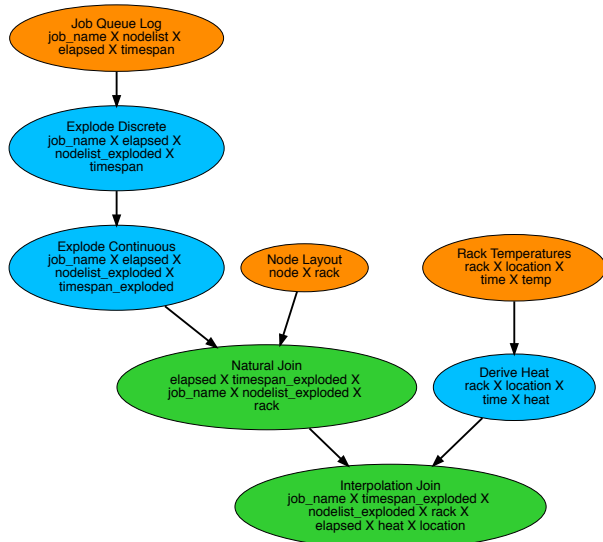 Job Queue Log
job_name X nodelist X
elapsed X timespan
Explode Discrete
job_name X elapsed X
nodelist_exploded X
timespan
Explode Continuous
job_name X elapsed X
nodelist_exploded X
timespan_exploded
Node Layout
node X rack
Rack Temperatures
rack X location X
time X temp
Natural Join
elapsed X timespan_exploded X
job_name X nodelist_exploded X
rack
Derive Heat
rack X location X
time X heat
Interpolation Join
job_name X timespan_exploded X
nodelist_exploded X rack X
elapsed X heat X location